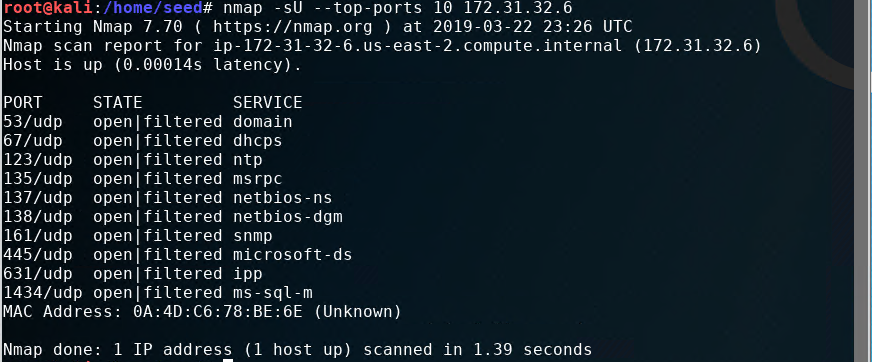 root@kali:/home/seed# nmap -sU --top-ports 10 172.31.32.6
Starting Nmap 7.70 ( https://nmap.org ) at 2019-03-22 23:26 UTC
Nmap scan report for ip-172-31-32-6.us-east-2.compute.internal (172.31.32.6)
Host is up (0.00014s latency).

PORT     STATE         SERVICE
53/udp   open|filtered domain
67/udp   open|filtered dhcps
123/udp  open|filtered ntp
135/udp  open|filtered msrpc
137/udp  open|filtered netbios-ns
138/udp  open|filtered netbios-dgm
161/udp  open|filtered snmp
445/udp  open|filtered microsoft-ds
631/udp  open|filtered ipp
1434/udp open|filtered ms-sql-m
MAC Address: 0A:4D:C6:78:BE:6E (Unknown)

Nmap done: 1 IP address (1 host up) scanned in 1.39 seconds